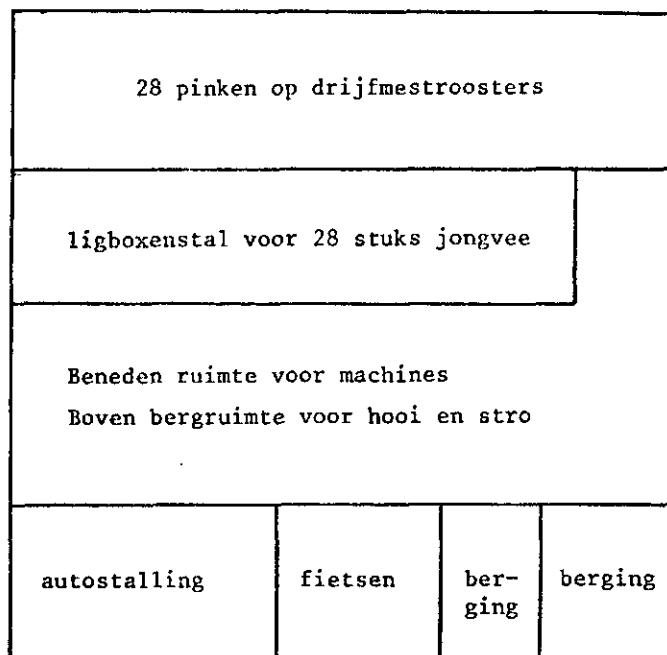 28 pinken op drijfmestroosters
ligboxenstal voor 28 stuks jongvee
Beneden ruimte voor machines
Boven bergruimte voor hooi en stro
autostalling
fietsen
ber-
ging
berging